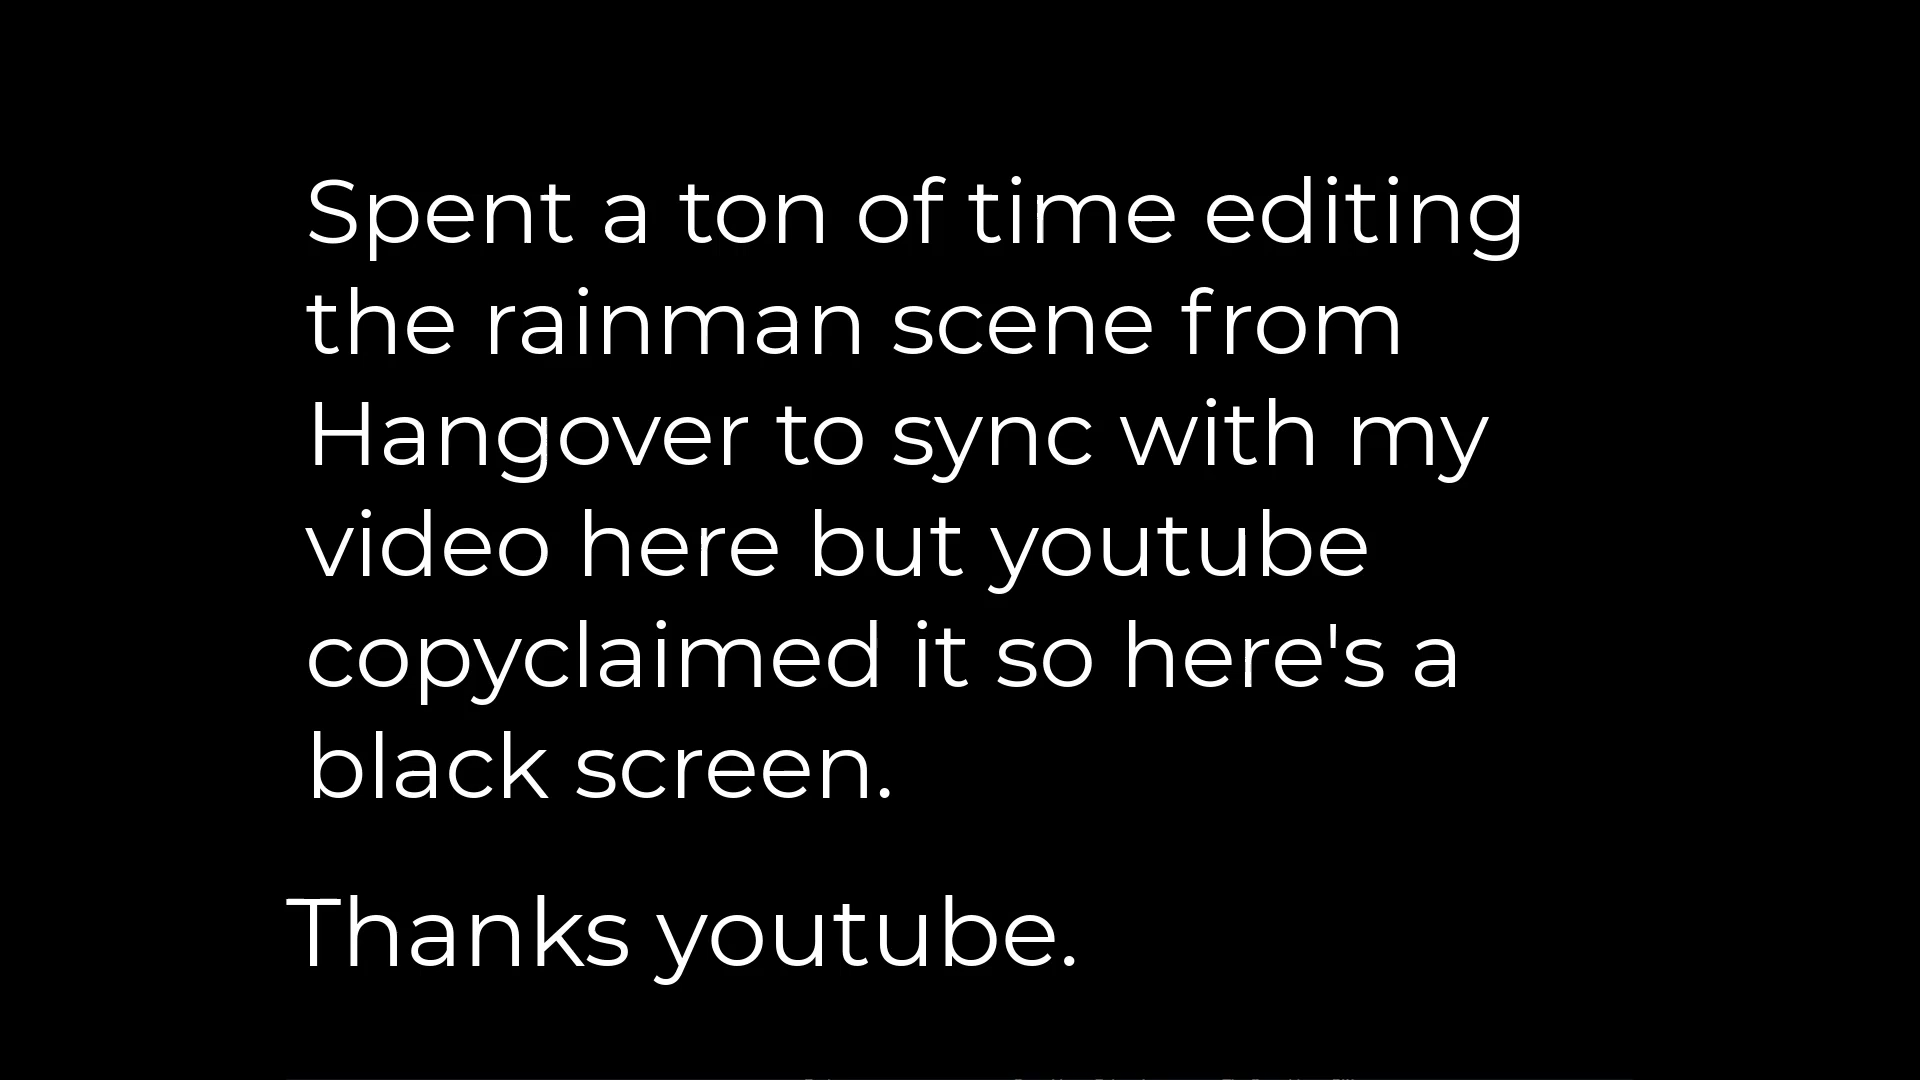 Spent a ton of time editing
the rainman scene from
Hangover to sync with my
video here but youtube
copyclaimed it so here's a
black screen.
Thanks youtube.